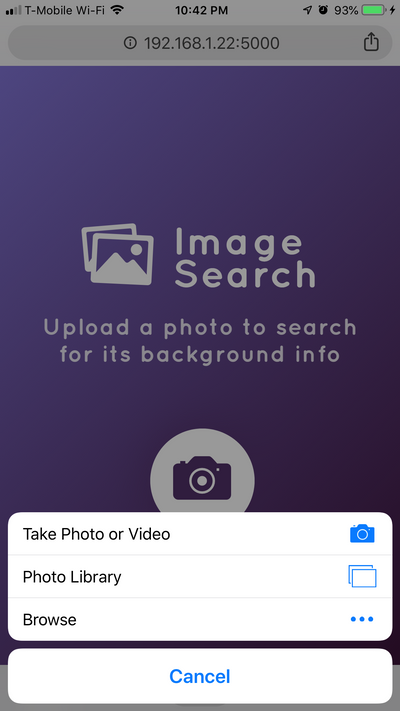 T-Mobile Wi-Fi 10:42 PM 93%
192.168.1.22:5000
Image
Search
Upload a photo to search
for its background info
Take Photo or Video
Photo Library
Browse
Cancel